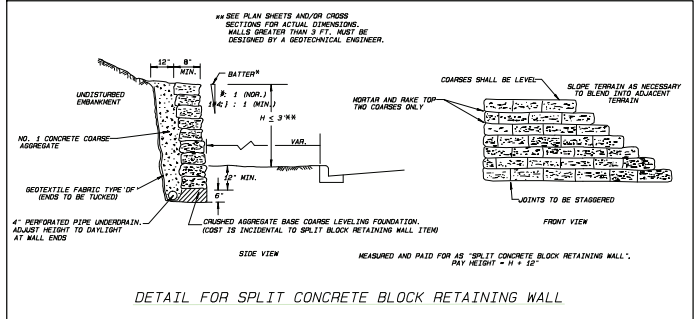 ** SEE PLAN SHEETS AND/OR CROSS
SECTIONS FOR ACTUAL DIMENSIONS.
WALLS GREATER THAN 3 FT. MUST BE
DESIGNED BY A GEOTECHNICAL ENGINEER.
12" 8"
MIN.
BATTER*
UNDISTURBED
EMBANKMENT
: 1 (NOR.)
: 1 (MIN.)
H ≤ 3'**
NO. 1 CONCRETE COARSE
AGGREGATE
VAR.
12" MIN.
GEOTEXTILE FABRIC TYPE'DF'
(ENDS TO BE TUCKED)
6"
4" PERFORATED PIPE UNDERDRAIN.
ADJUST HEIGHT TO DAYLIGHT
AT WALL ENDS
CRUSHED AGGREGATE BASE COARSE LEVELING FOUNDATION.
(COST IS INCIDENTAL TO SPLIT BLOCK RETAINING WALL ITEM)
SIDE VIEW
COARSES SHALL BE LEVEL
SLOPE TERRAIN AS NECESSARY
TO BLEND INTO ADJACENT
TERRAIN
MORTAR AND RAKE TOP
TWO COARSES ONLY
JOINTS TO BE STAGGERED
FRONT VIEW
MEASURED AND PAID FOR AS "SPLIT CONCRETE BLOCK RETAINING WALL".
PAY HEIGHT = H + 12"
DETAIL FOR SPLIT CONCRETE BLOCK RETAINING WALL